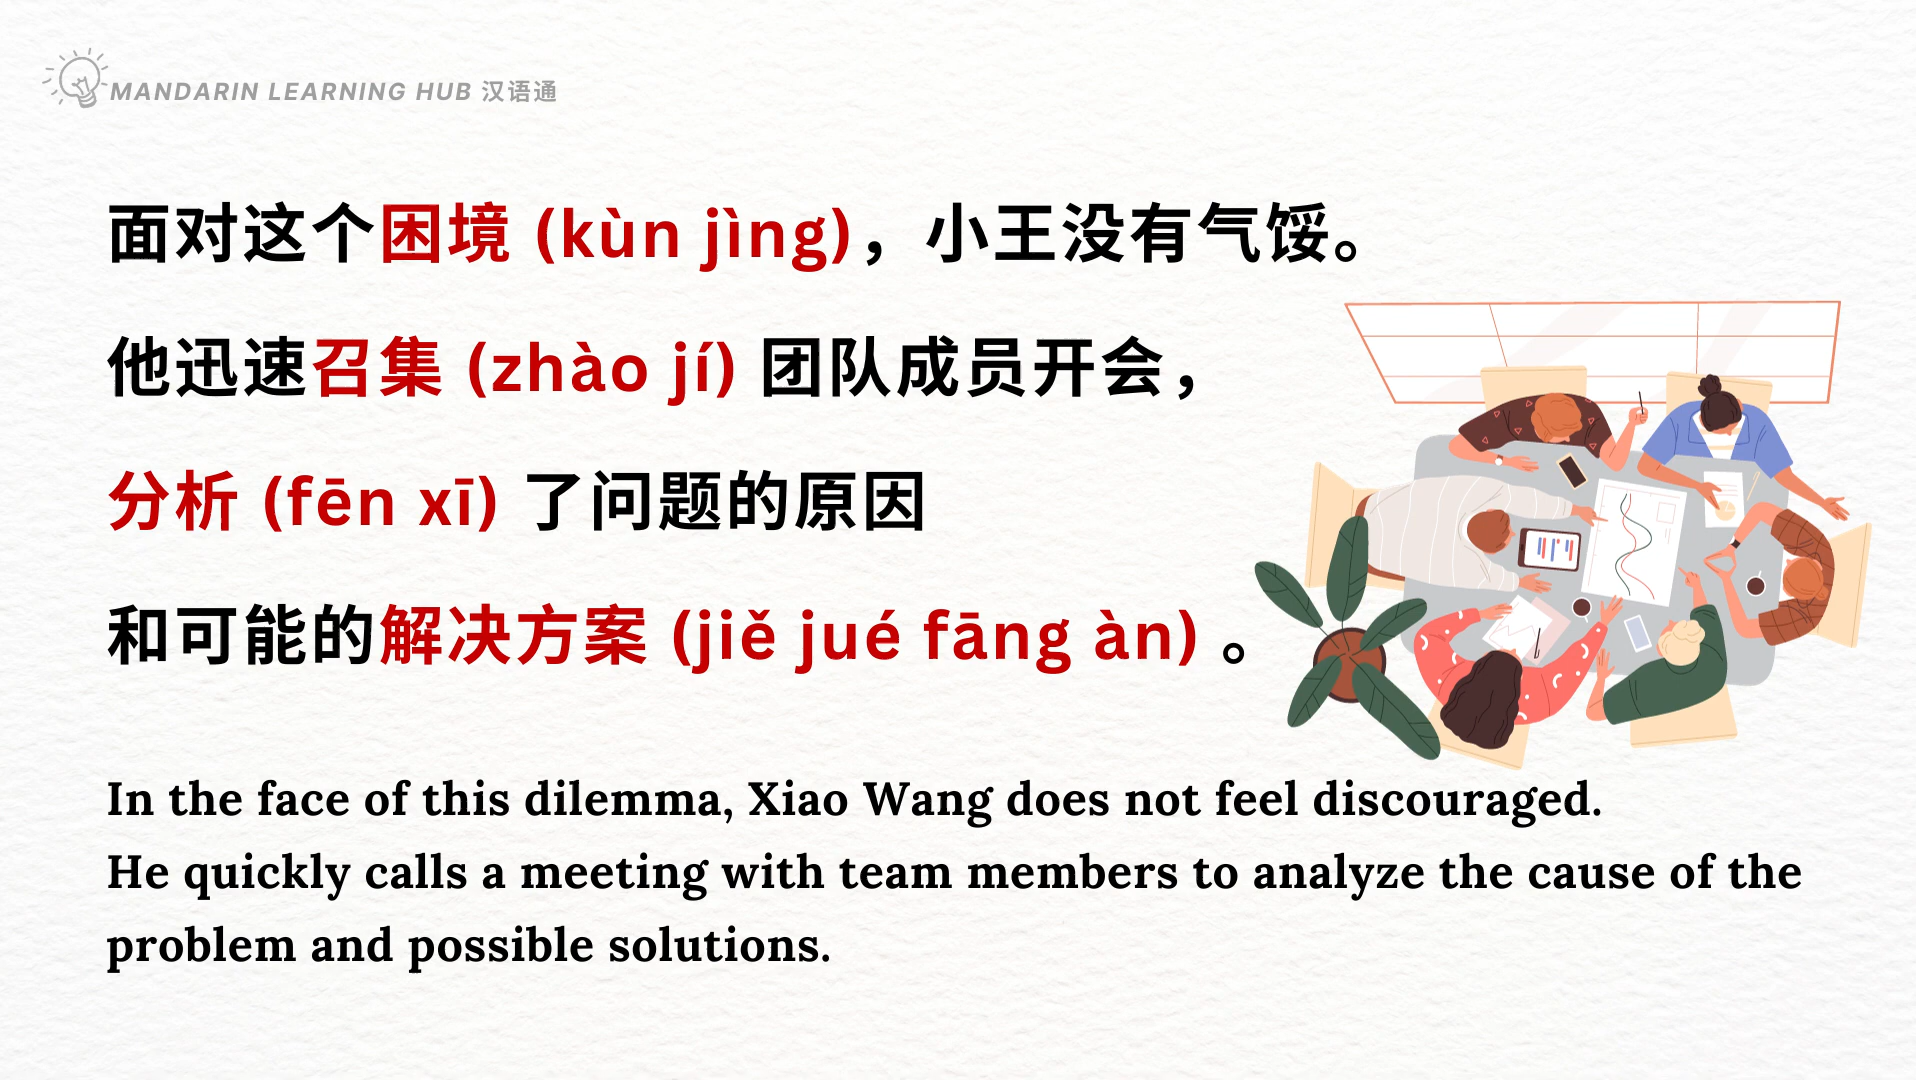 MANDARIN LEARNING HUB 汉语通
面对这个困境 (kùn jìng)，小王没有气馁。
他迅速召集 (zhào jí) 团队成员开会，
分析 (fēn xī) 了问题的原因
和可能的解决方案 (jiě jué fāng àn) 。
In the face of this dilemma, Xiao Wang does not feel discouraged.
He quickly calls a meeting with team members to analyze the cause of the
problem and possible solutions.